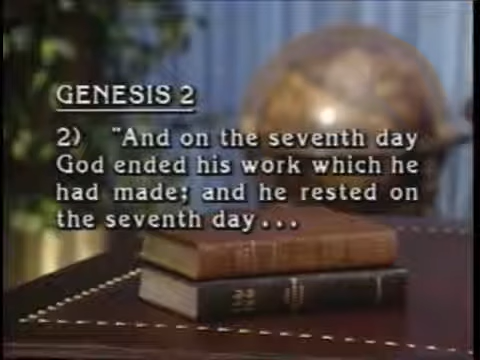 GENESIS 2
2) "And on the seventh day
God ended his work which he
had made; and he rested on
the seventh day...